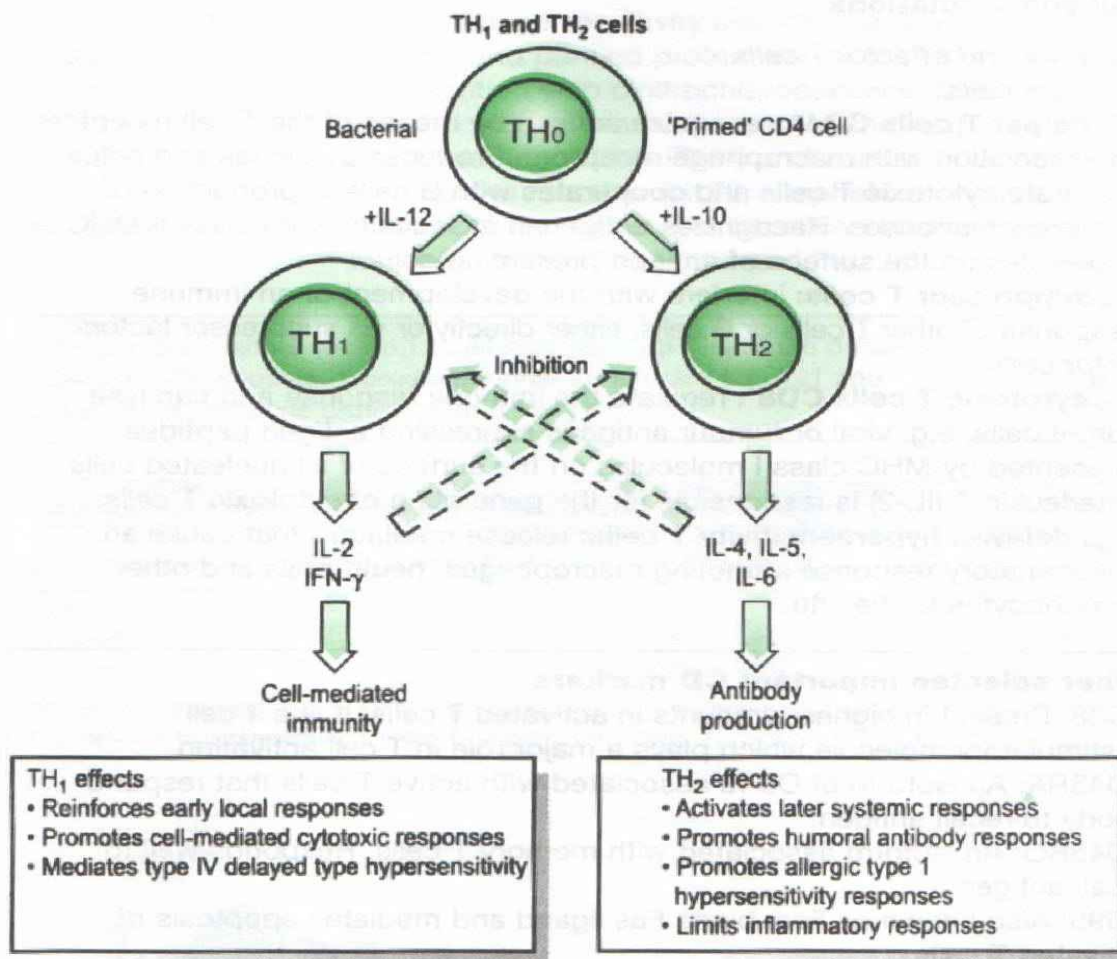 TH₁ and TH₂ cells
Bacterial
TH₀
'Primed' CD4 cell
+IL-12
+IL-10
TH₁
TH₂
Inhibition
IL-2
IFN-γ
IL-4, IL-5,
IL-6
Cell-mediated
immunity
Antibody
production
TH₁ effects
• Reinforces early local responses
• Promotes cell-mediated cytotoxic responses
• Mediates type IV delayed type hypersensitivity
TH₂ effects
• Activates later systemic responses
• Promotes humeral antibody responses
• Promotes allergic type 1
hypersensitivity responses
• Limits inflammatory responses